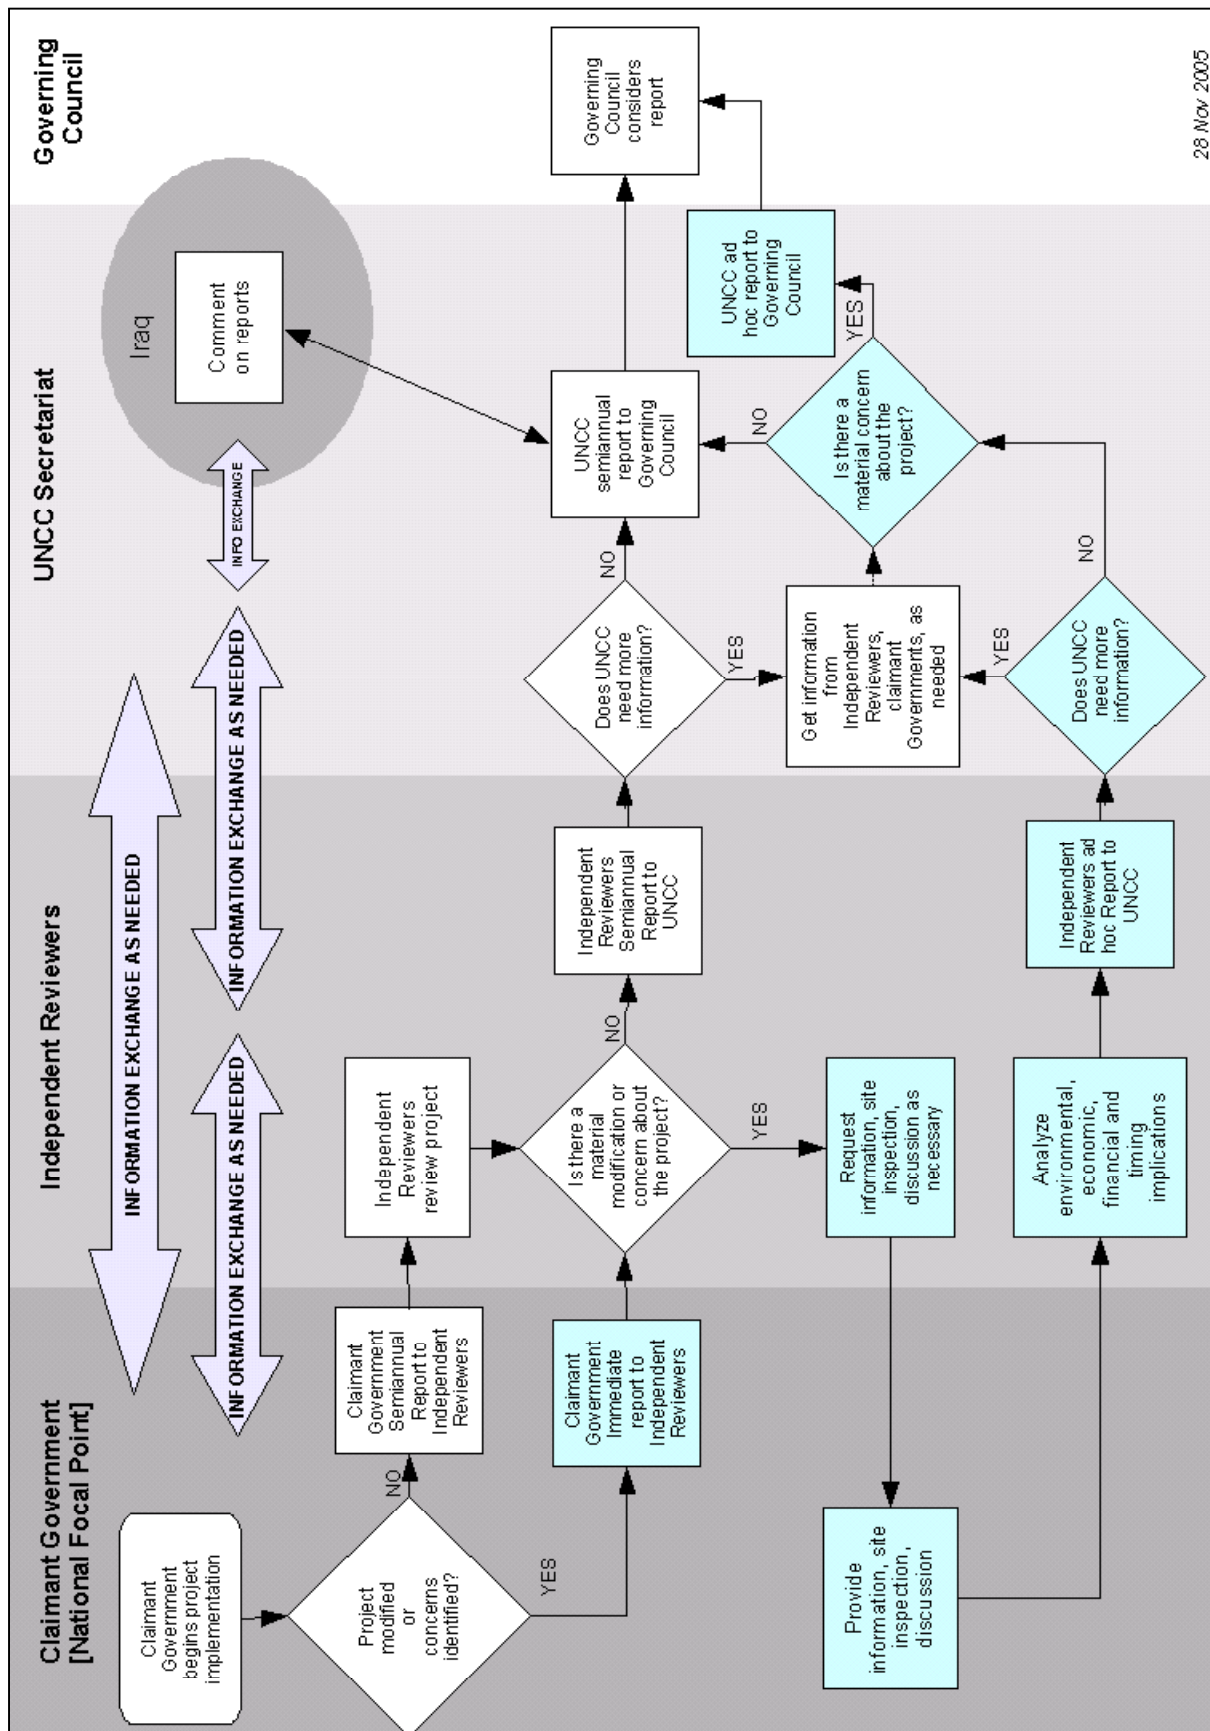 Claimant Government
[National Focal Point]
Independent Reviewers
UNCC Secretariat
Governing
Council
INFORMATION EXCHANGE AS NEEDED
INFORMATION EXCHANGE AS NEEDED
INFORMATION EXCHANGE AS NEEDED
INFO EXCHANGE
Iraq
Comment
on reports
Claimant
Government
begins project
implementation
Project
modified
or
concerns
identified?
NO
YES
Claimant
Government
Semiannual
Report to
Independent
Reviewers
Independent
Reviewers
review project
Claimant
Government
Immediate
report to
Independent
Reviewers
Is there a
material
modification or
concern about
the project?
NO
YES
Independent
Reviewers
Semiannual
Report to
UNCC
Does UNCC
need more
information?
NO
YES
UNCC
semiannual
report to
Governing
Council
Governing
Council
considers
report
Request
information, site
inspection,
discussion as
necessary
Provide
information, site
inspection,
discussion
Analyze
environmental,
economic,
financial and
timing
implications
Independent
Reviewers ad
hoc Report to
UNCC
Does UNCC
need more
information?
YES
NO
Get information
from
Independent
Reviewers,
claimant
Governments, as
needed
Is there a
material concern
about the
project?
NO
YES
UNCC ad
hoc report to
Governing
Council
28 Nov 2005